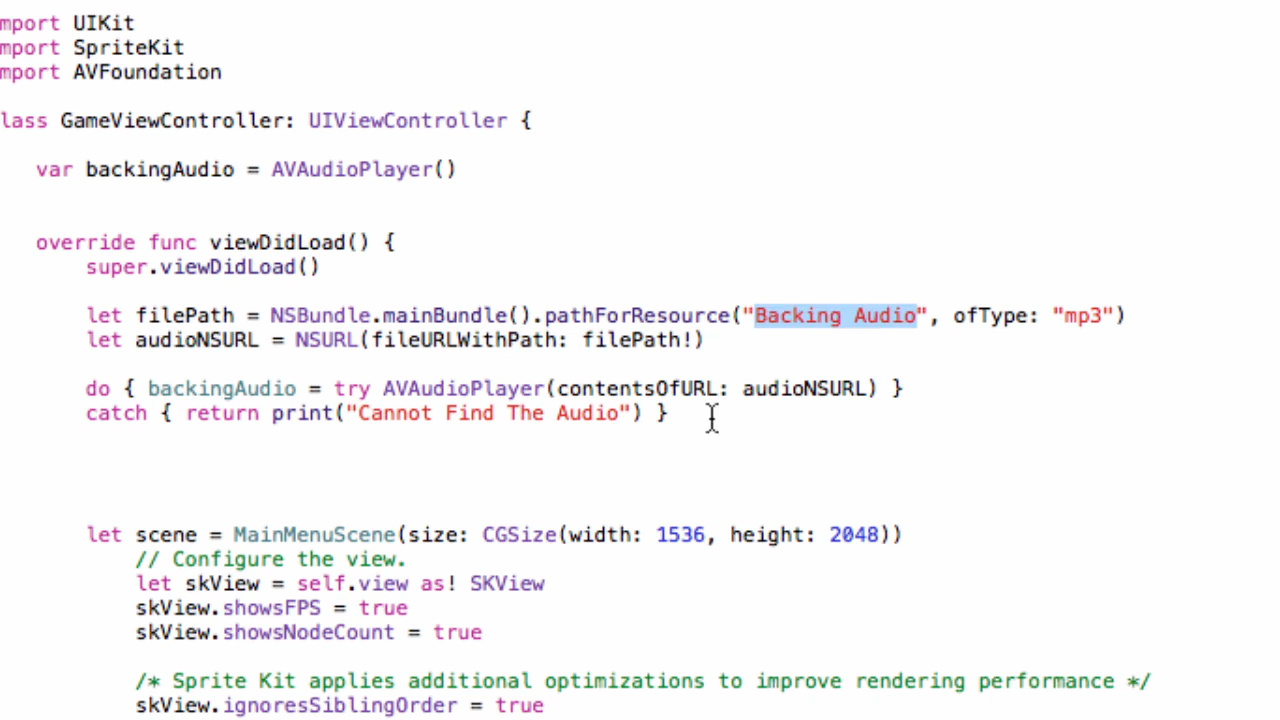 mport UIKit
mport SpriteKit
mport AVFoundation
lass GameViewController: UIViewController {
var backingAudio = AVAudioPlayer()
override func viewDidLoad() {
super.viewDidLoad()
let filePath = NSBundle.mainBundle().pathForResource("Backing Audio", ofType: "mp3")
let audioNSURL = NSURL(fileURLWithPath: filePath!)
do { backingAudio = try AVAudioPlayer(contentsOfURL: audioNSURL) }
catch { return print("Cannot Find The Audio") }
let scene = MainMenuScene(size: CGSize(width: 1536, height: 2048))
// Configure the view.
let skView = self.view as! SKView
skView.showsFPS = true
skView.showsNodeCount = true
/* Sprite Kit applies additional optimizations to improve rendering performance */
skView.ignoresSiblingOrder = true